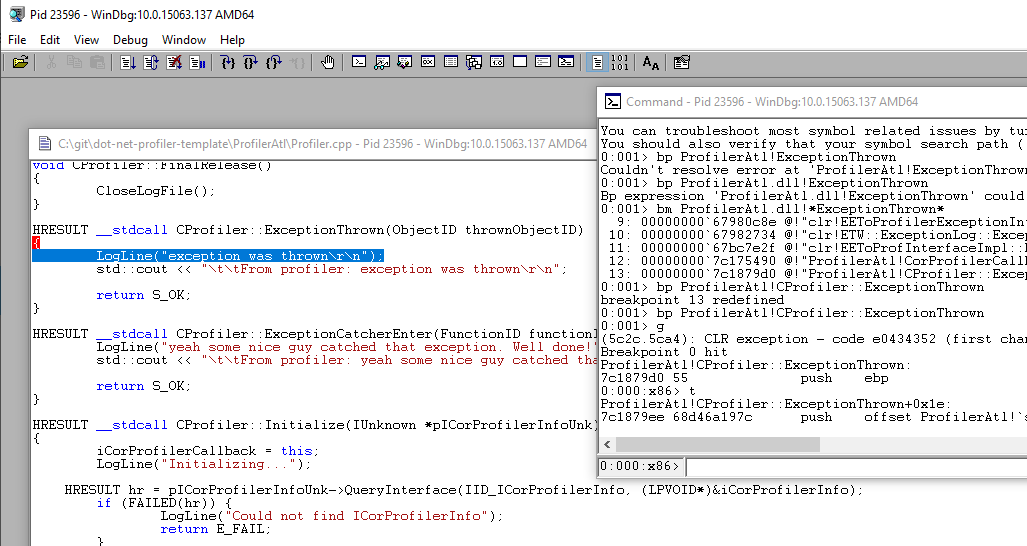 Pid 23596 - WinDbg:10.0.15063.137 AMD64
File Edit View Debug Window Help
C:\git\dot-net-profiler-template\ProfilerAtl\Profiler.cpp - Pid 23596 - WinDbg:10.0.15063.137 AMD64
void CProfiler::FinalRelease()
{
CloseLogFile();
}
HRESULT __stdcall CProfiler::ExceptionThrown(ObjectID thrownObjectID)
{
LogLine("exception was thrown\r\n");
std::cout << "\t\tFrom profiler: exception was thrown\r\n";
return S_OK;
}
HRESULT __stdcall CProfiler::ExceptionCatcherEnter(FunctionID functionI
LogLine("yeah some nice guy catched that exception. Well done!"
std::cout << "\t\tFrom profiler: yeah some nice guy catched tha
return S_OK;
}
HRESULT __stdcall CProfiler::Initialize(IUnknown *pICorProfilerInfoUnk)
{
iCorProfilerCallback = this;
LogLine("Initializing...");
HRESULT hr = pICorProfilerInfoUnk->QueryInterface(IID_ICorProfilerInfo, (LPVOID*)&iCorProfilerInfo);
if (FAILED(hr)) {
LogLine("Could not find ICorProfilerInfo");
return E_FAIL;
}
Command - Pid 23596 - WinDbg:10.0.15063.137 AMD64
You can troubleshoot most symbol related issues by tu
You should also verify that your symbol search path (
0:001> bp ProfilerAtl!ExceptionThrown
Couldn't resolve error at 'ProfilerAtl!ExceptionThrown
0:001> bp ProfilerAtl.dll!ExceptionThrown
Bp expression 'ProfilerAtl.dll!ExceptionThrown' could
0:001> bm ProfilerAtl.dll!*ExceptionThrown*
9: 00000000`67980c8e @!"clr!EEToProfilerExceptionInt
10: 00000000`67982734 @!"clr!ETW::ExceptionLog::Excep
11: 00000000`67bc7e2f @!"clr!EEToProfInterfaceImpl::E
12: 00000000`7c175490 @!"ProfilerAtl!CorProfilerCall
13: 00000000`7c1879d0 @!"ProfilerAtl!CProfiler::Excep
0:001> bp ProfilerAtl!CProfiler::ExceptionThrown
breakpoint 13 redefined
0:001> bp ProfilerAtl!CProfiler::ExceptionThrown
0:001> g
(5c2c.5ca4): CLR exception - code e0434352 (first chan
Breakpoint 0 hit
ProfilerAtl!CProfiler::ExceptionThrown:
7c1879d0 55 push ebp
0:000:x86> t
ProfilerAtl!CProfiler::ExceptionThrown+0x1e:
7c1879ee 68d46a197c push offset ProfilerAtl!`s
0:000:x86>